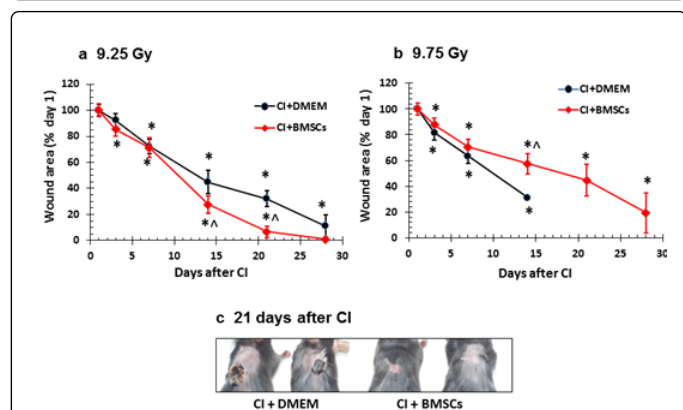 a 9.25 Gy
120
100
80
60
40
20
0
Wound area (% day 1)
CI+DMEM
CI+BMSCs
* * * * *
* * *^ *^
0 5 10 15 20 25 30
Days after CI
b 9.75 Gy
120
100
80
60
40
20
0
Wound area (% day 1)
CI+DMEM
CI+BMSCs
* * *^ * *
* * *
0 5 10 15 20 25 30
Days after CI
c 21 days after CI
CI + DMEM CI + BMSCs